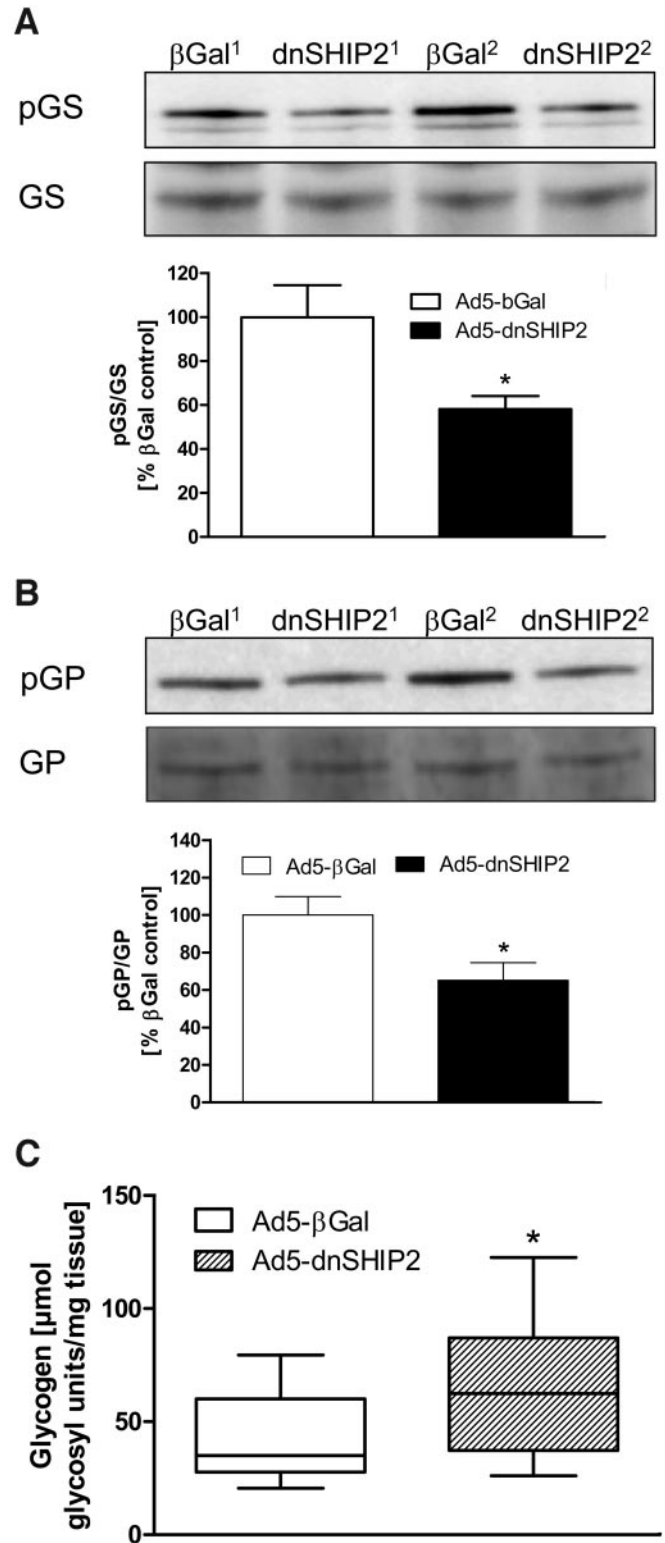 A
βGal¹ dnSHIP2¹ βGal² dnSHIP2²
pGS
GS
120
100
80
60
40
20
0
pGS/GS
[% βGal control]
Ad5-bGal
Ad5-dnSHIP2
*
B
βGal¹ dnSHIP2¹ βGal² dnSHIP2²
pGP
GP
140
120
100
80
60
40
20
0
pGP/GP
[% βGal control]
Ad5-βGal Ad5-dnSHIP2
*
C
150
100
50
0
Glycogen [μmol
glycosyl units/mg tissue]
Ad5-βGal
Ad5-dnSHIP2
*